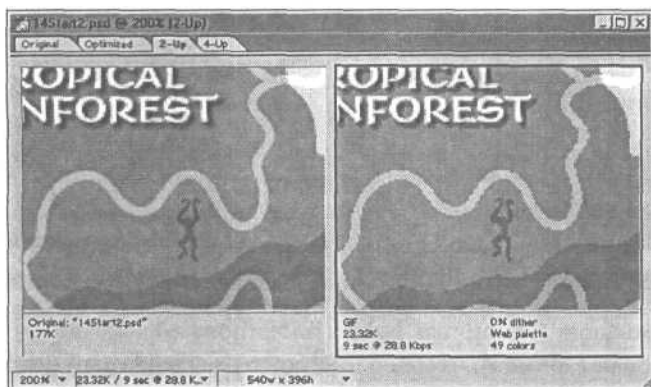 14Start2.psd @ 200% (2-Up)
Original Optimized 2-Up 4-Up
ROPICAL
NFOREST
ROPICAL
NFOREST
Original: "14Start2.psd"
177K
GIF
23.32K
9 sec @ 28.8 Kbps
0% dither
Web palette
49 colors
200% 23.32K / 9 sec @ 28.8 K... 540w x 396h